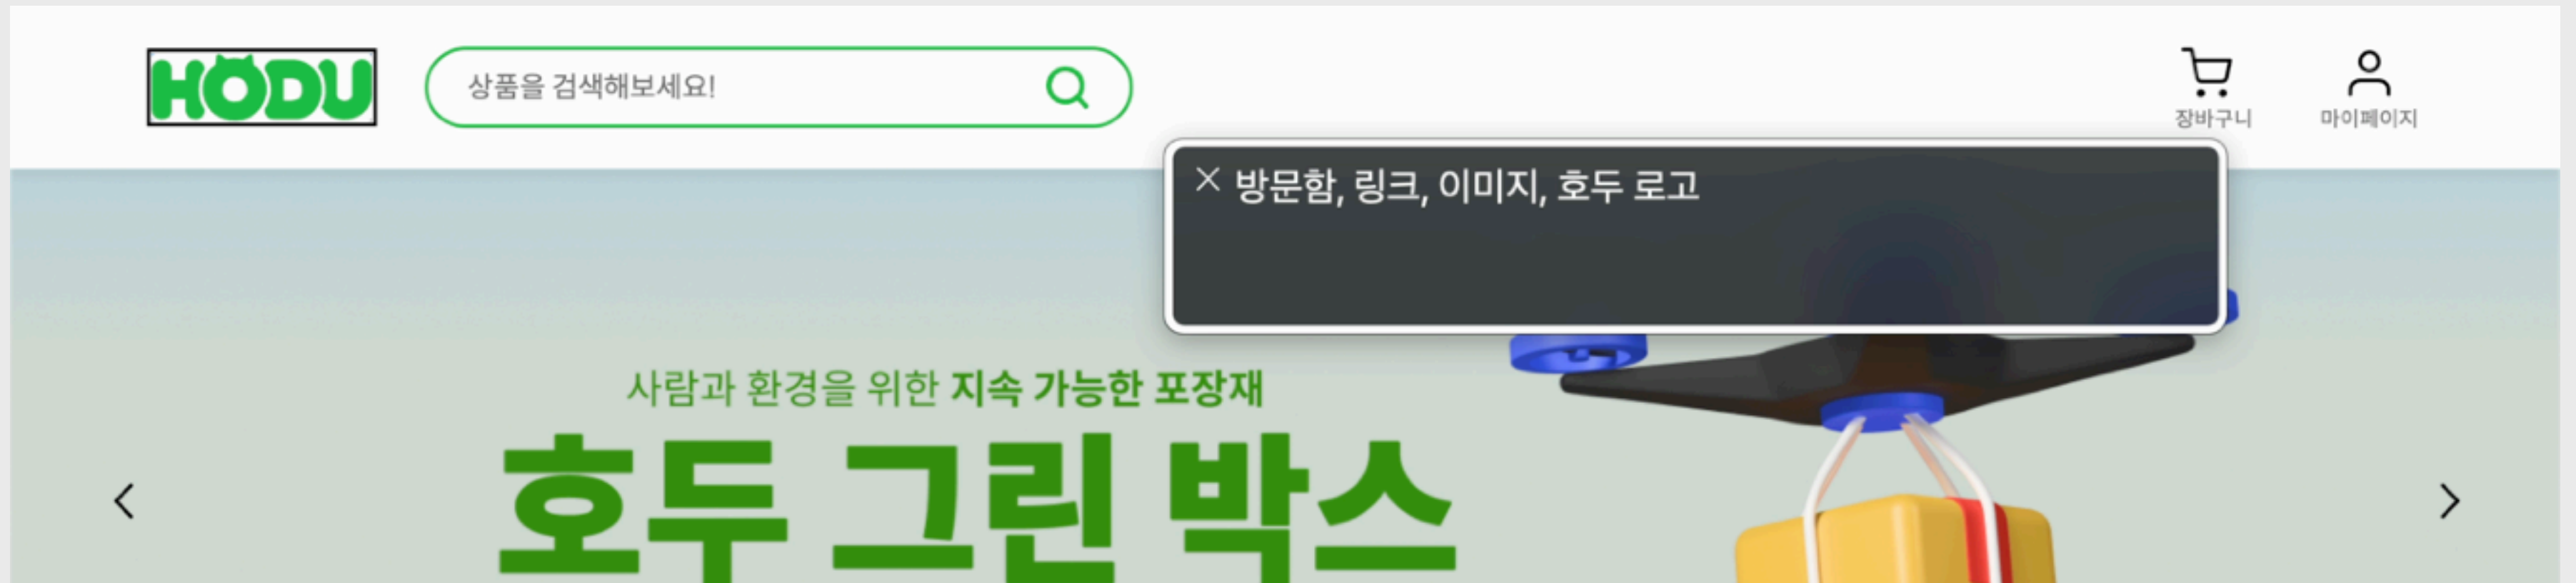 HODU
상품을 검색해보세요!
장바구니
마이페이지
방문함, 링크, 이미지, 호두 로고
사람과 환경을 위한 지속 가능한 포장재
호두 그린 박스